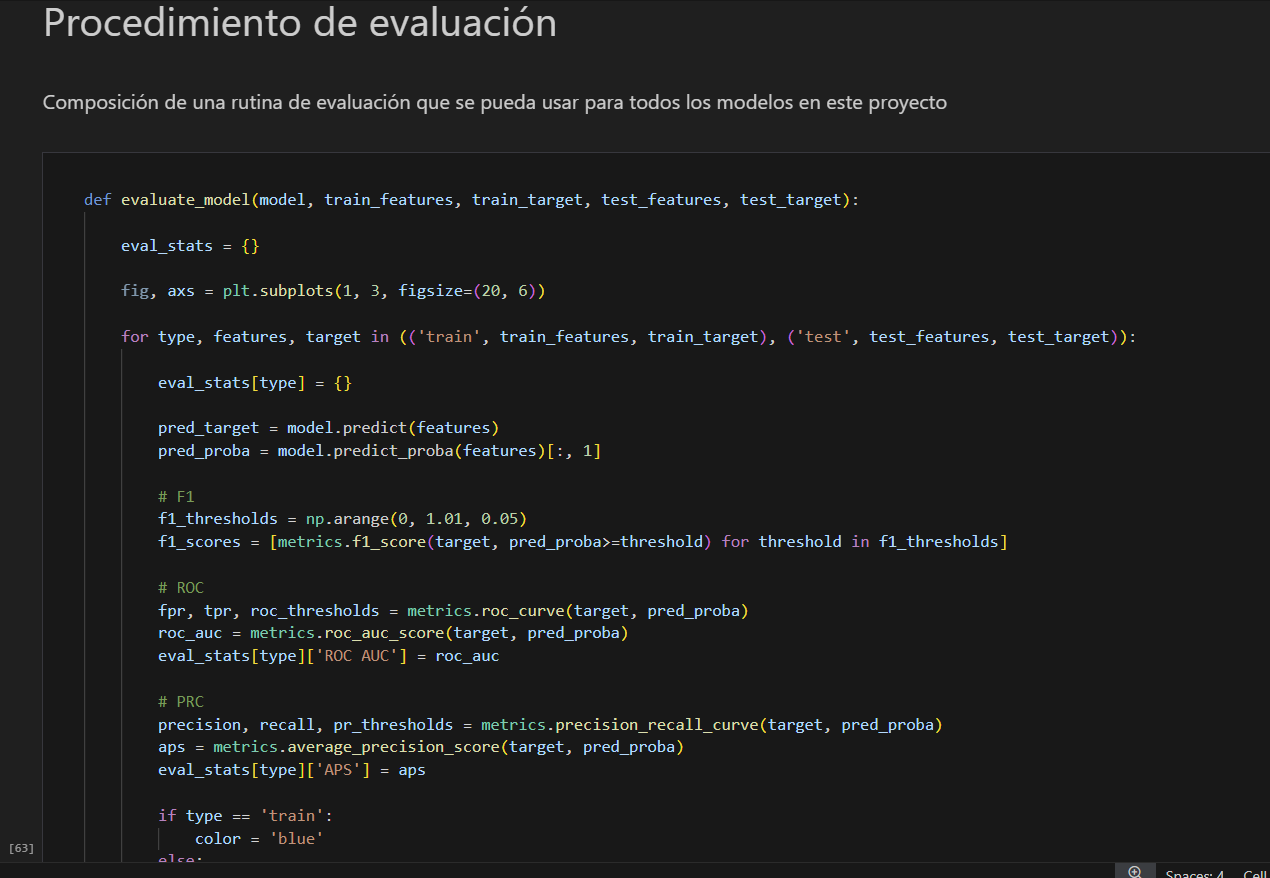 Procedimiento de evaluación
Composición de una rutina de evaluación que se pueda usar para todos los modelos en este proyecto
def evaluate_model(model, train_features, train_target, test_features, test_target):
eval_stats = {}
fig, axs = plt.subplots(1, 3, figsize=(20, 6))
for type, features, target in (('train', train_features, train_target), ('test', test_features, test_target)):
eval_stats[type] = {}
pred_target = model.predict(features)
pred_proba = model.predict_proba(features)[:, 1]
# F1
f1_thresholds = np.arange(0, 1.01, 0.05)
f1_scores = [metrics.f1_score(target, pred_proba>=threshold) for threshold in f1_thresholds]
# ROC
fpr, tpr, roc_thresholds = metrics.roc_curve(target, pred_proba)
roc_auc = metrics.roc_auc_score(target, pred_proba)
eval_stats[type]['ROC AUC'] = roc_auc
# PRC
precision, recall, pr_thresholds = metrics.precision_recall_curve(target, pred_proba)
aps = metrics.average_precision_score(target, pred_proba)
eval_stats[type]['APS'] = aps
if type == 'train':
color = 'blue'
else:
[63]
Spaces: 4 Cell